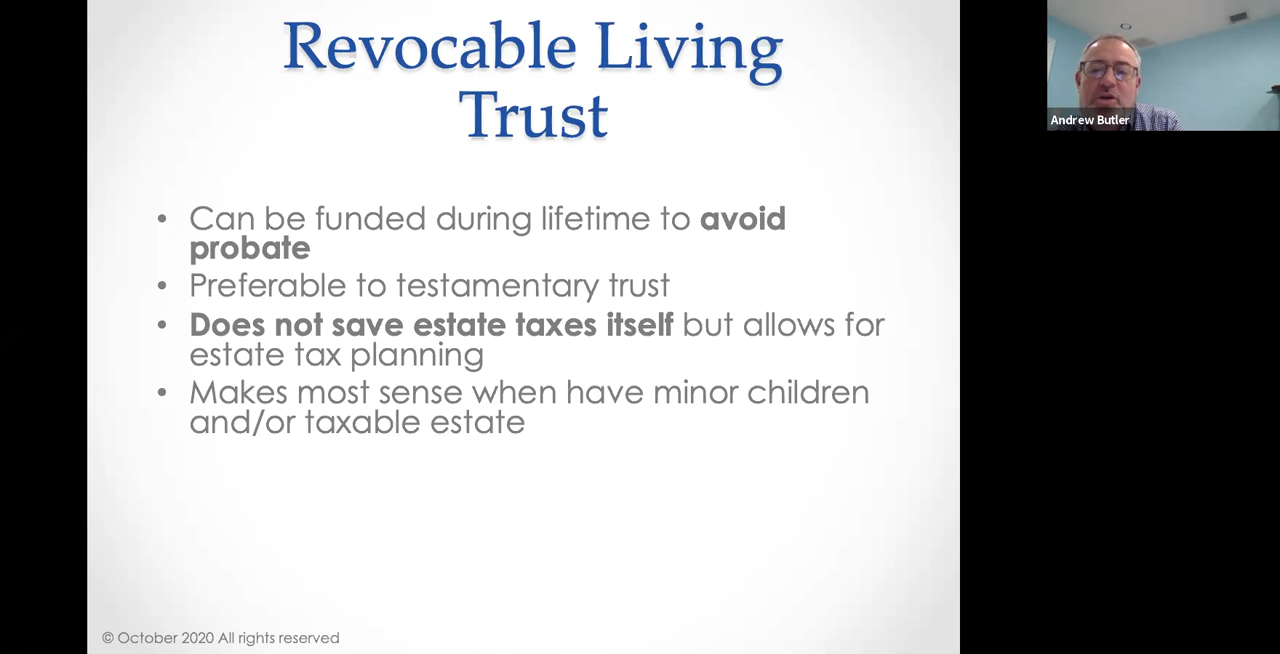 Revocable Living
Trust
• Can be funded during lifetime to avoid
probate
• Preferable to testamentary trust
• Does not save estate taxes itself but allows for
estate tax planning
• Makes most sense when have minor children
and/or taxable estate
© October 2020 All rights reserved
Andrew Butler